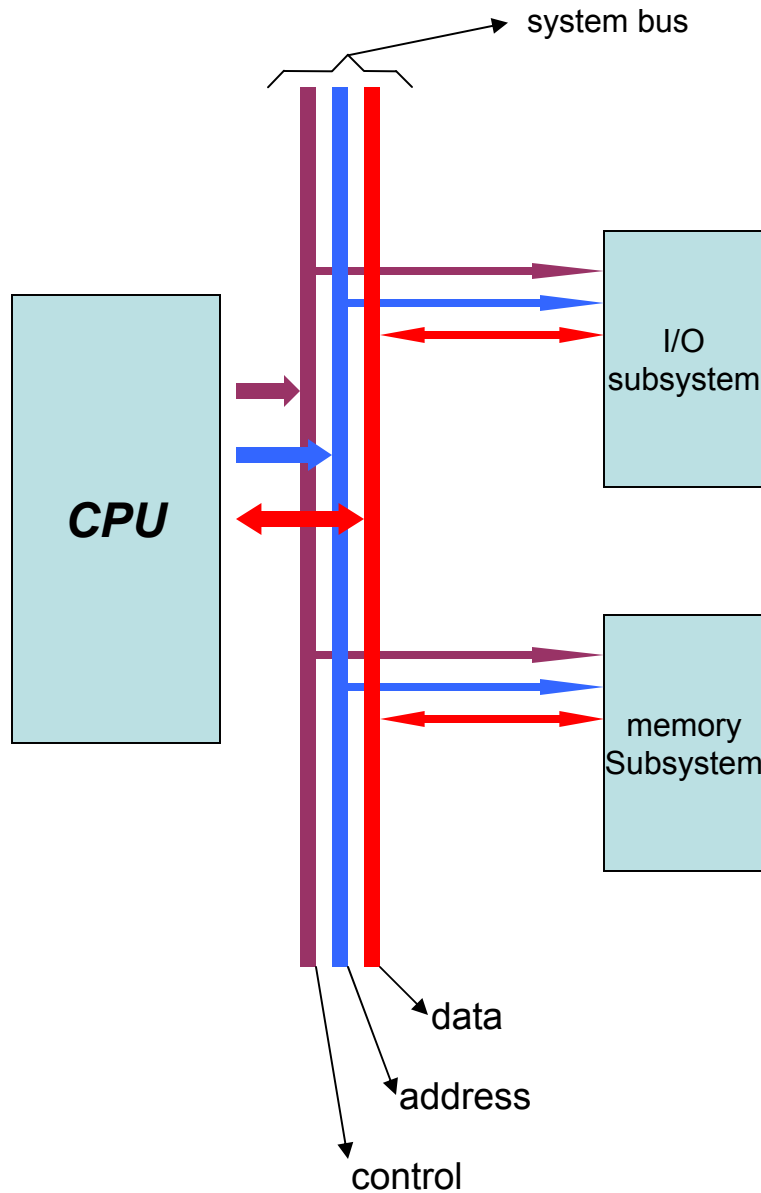 system bus
I/O
subsystem
CPU
memory
Subsystem
data
address
control